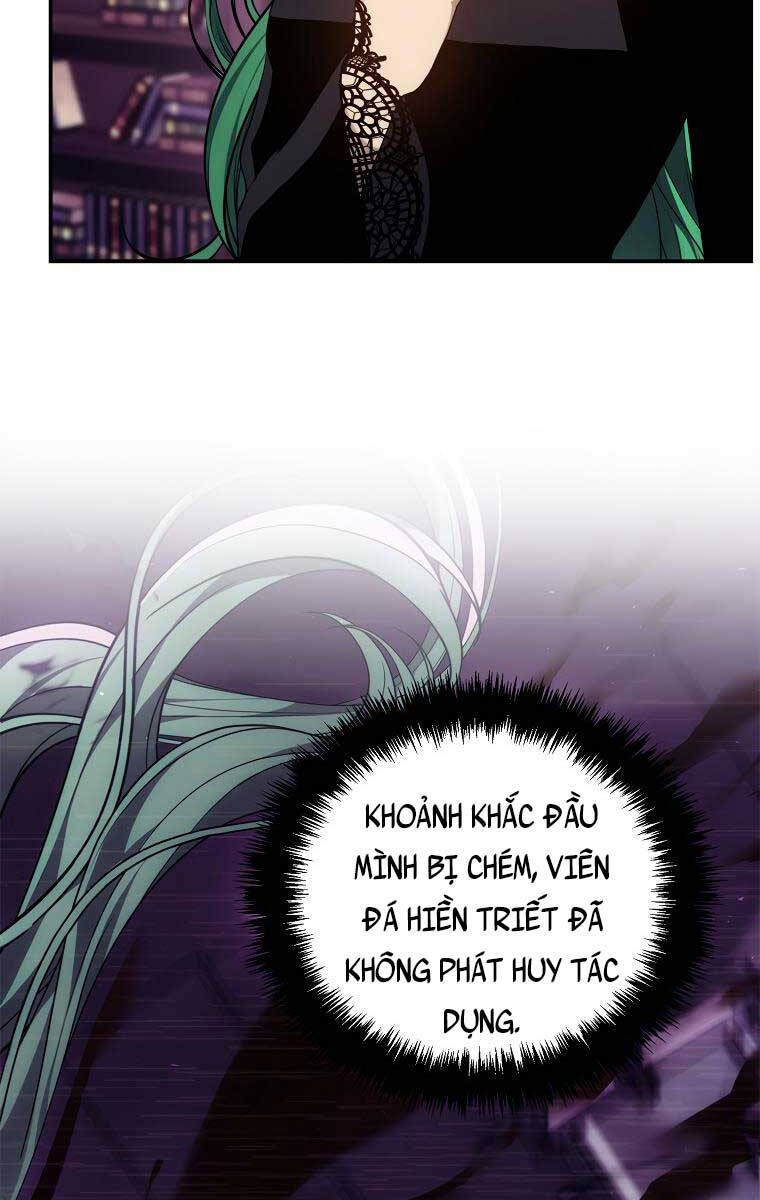 KHOẢNH KHẮC ĐẦU
MÌNH BỊ CHÉM, VIÊN
ĐÁ HIỀN TRIẾT ĐÃ
KHÔNG PHÁT HUY TÁC
DỤNG.